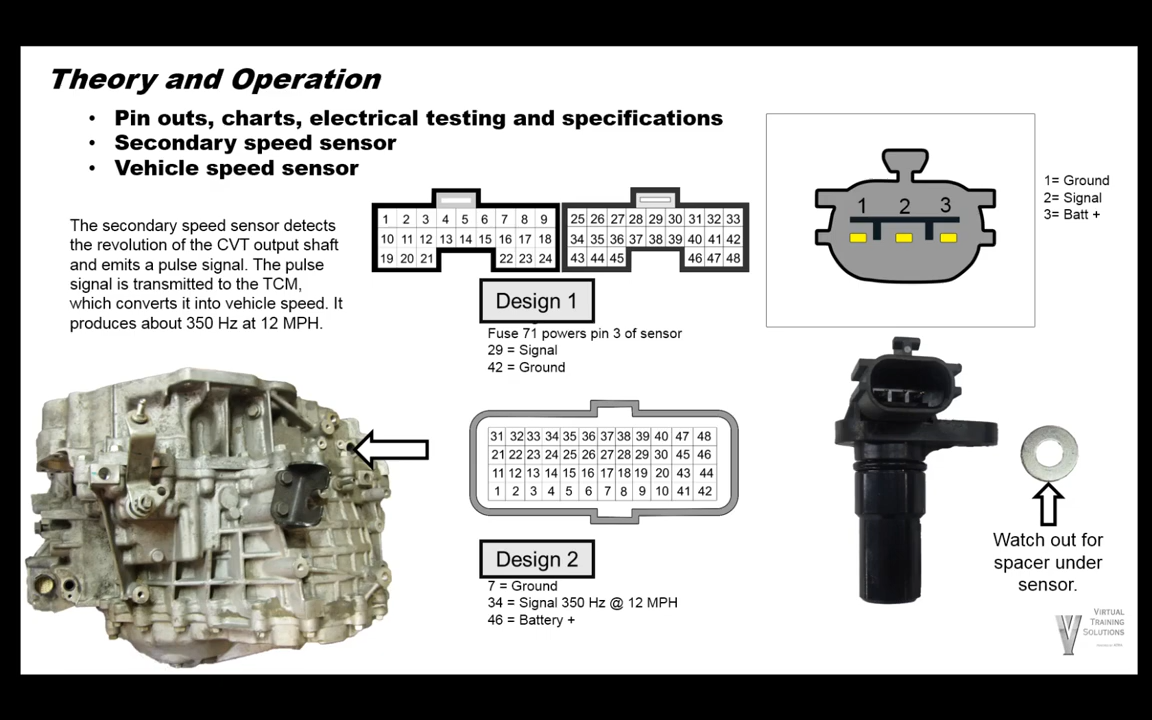 Theory and Operation
• Pin outs, charts, electrical testing and specifications
• Secondary speed sensor
• Vehicle speed sensor
The secondary speed sensor detects
the revolution of the CVT output shaft
and emits a pulse signal. The pulse
signal is transmitted to the TCM,
which converts it into vehicle speed. It
produces about 350 Hz at 12 MPH.
1 2 3 4 5 6 7 8 9
10 11 12 13 14 15 16 17 18
19 20 21 22 23 24
25 26 27 28 29 30 31 32 33
34 35 36 37 38 39 40 41 42
43 44 45 46 47 48
Design 1
Fuse 71 powers pin 3 of sensor
29 = Signal
42 = Ground
31 32 33 34 35 36 37 38 39 40 47 48
21 22 23 24 25 26 27 28 29 30 45 46
11 12 13 14 15 16 17 18 19 20 43 44
1 2 3 4 5 6 7 8 9 10 41 42
Design 2
7 = Ground
34 = Signal 350 Hz @ 12 MPH
46 = Battery +
1 2 3
1= Ground
2= Signal
3= Batt +
Watch out for
spacer under
sensor.
VIRTUAL
TRAINING
SOLUTIONS